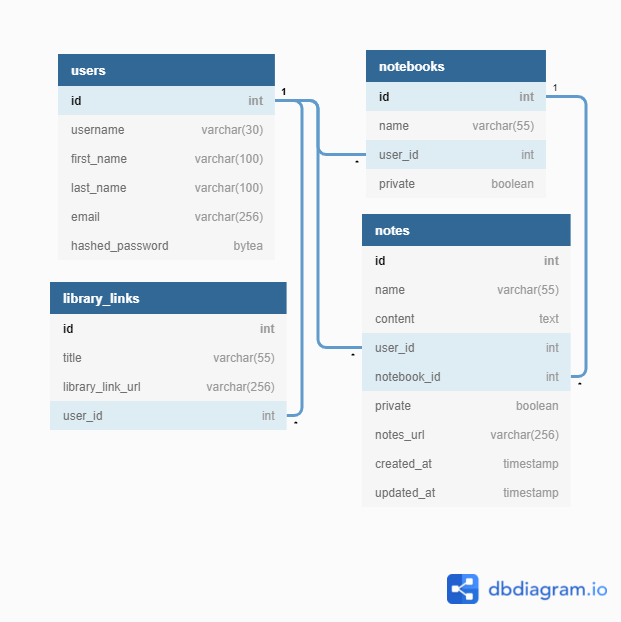 users
id int
username varchar(30)
first_name varchar(100)
last_name varchar(100)
email varchar(256)
hashed_password bytea
library_links
id int
title varchar(55)
library_link_url varchar(256)
user_id int
1
*
notebooks
id int
name varchar(55)
user_id int
private boolean
1
*
notes
id int
name varchar(55)
content text
user_id int
notebook_id int
private boolean
notes_url varchar(256)
created_at timestamp
updated_at timestamp
*
*
dbdiagram.io